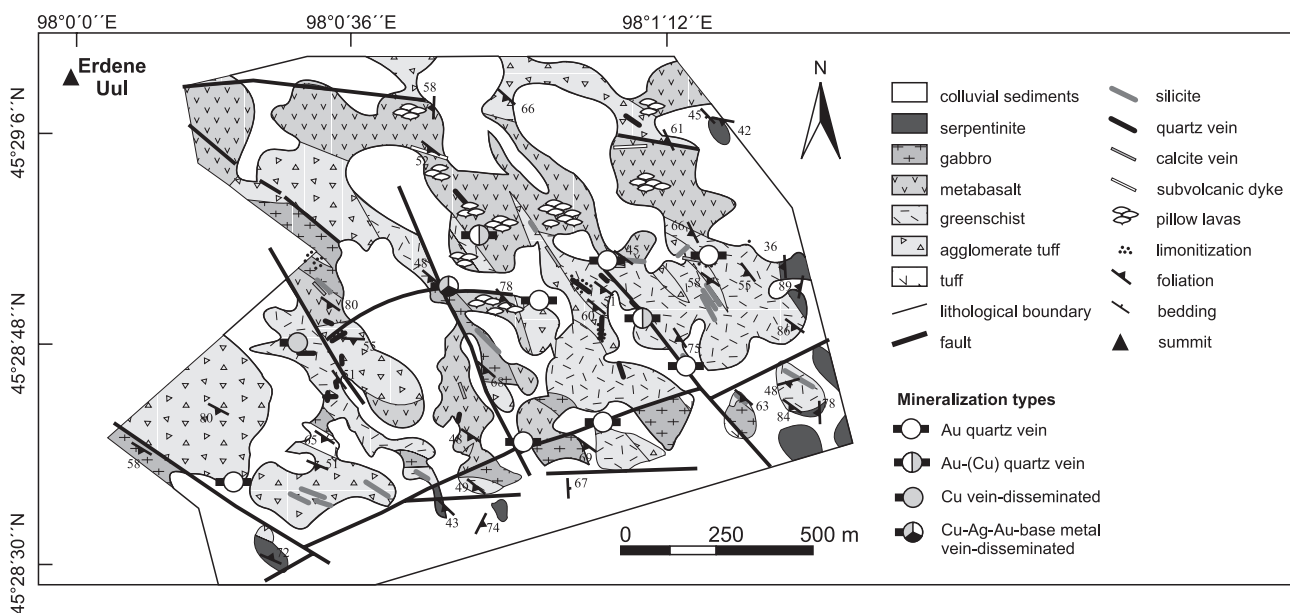 98°0´0´´E
98°0´36´´E
98°1´12´´E
45°29´6´´N
45°28´48´´N
45°28´30´´N
Erdene
Uul
N
58
66
45
42
61
52
66
36
45
48
78
58
55
89
80
60
51
86
55
75
51
68
48
63
84
78
80
65
48
58
51
69
49
67
43
74
72
0 250 500 m
colluvial sediments
serpentinite
gabbro
metabasalt
greenschist
agglomerate tuff
tuff
lithological boundary
fault
silicite
quartz vein
calcite vein
subvolcanic dyke
pillow lavas
limonitization
foliation
bedding
summit
Mineralization types
Au quartz vein
Au-(Cu) quartz vein
Cu vein-disseminated
Cu-Ag-Au-base metal
vein-disseminated